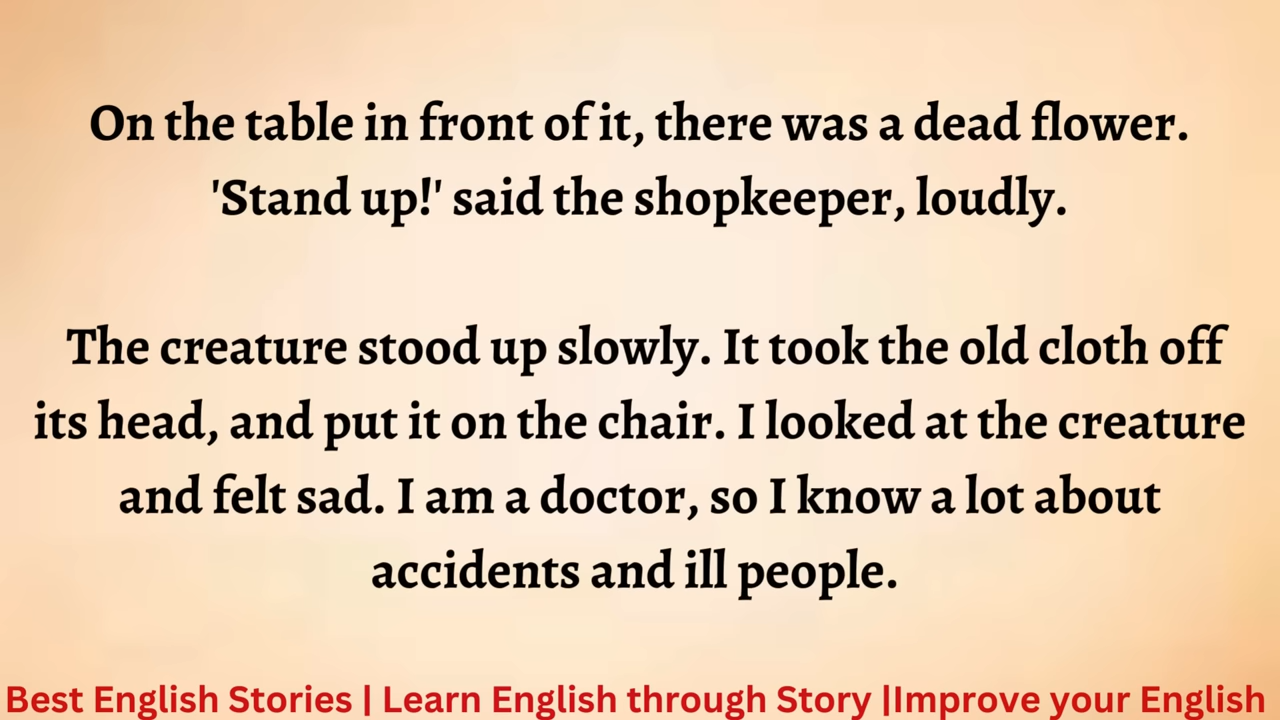 On the table in front of it, there was a dead flower.
'Stand up!' said the shopkeeper, loudly.
The creature stood up slowly. It took the old cloth off
its head, and put it on the chair. I looked at the creature
and felt sad. I am a doctor, so I know a lot about
accidents and ill people.
Best English Stories | Learn English through Story |Improve your English